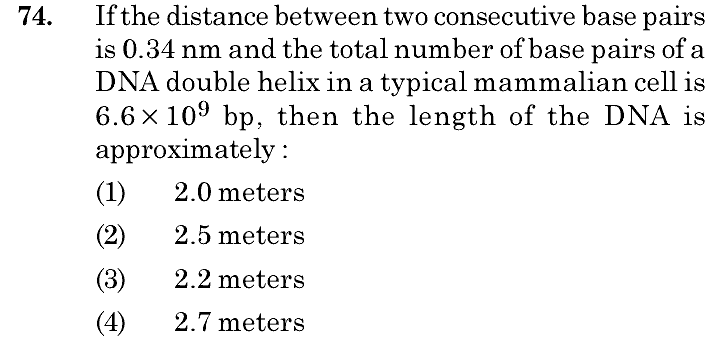 74. If the distance between two consecutive base pairs
is 0.34 nm and the total number of base pairs of a
DNA double helix in a typical mammalian cell is
6.6 × 10⁹ bp, then the length of the DNA is
approximately :
(1) 2.0 meters
(2) 2.5 meters
(3) 2.2 meters
(4) 2.7 meters